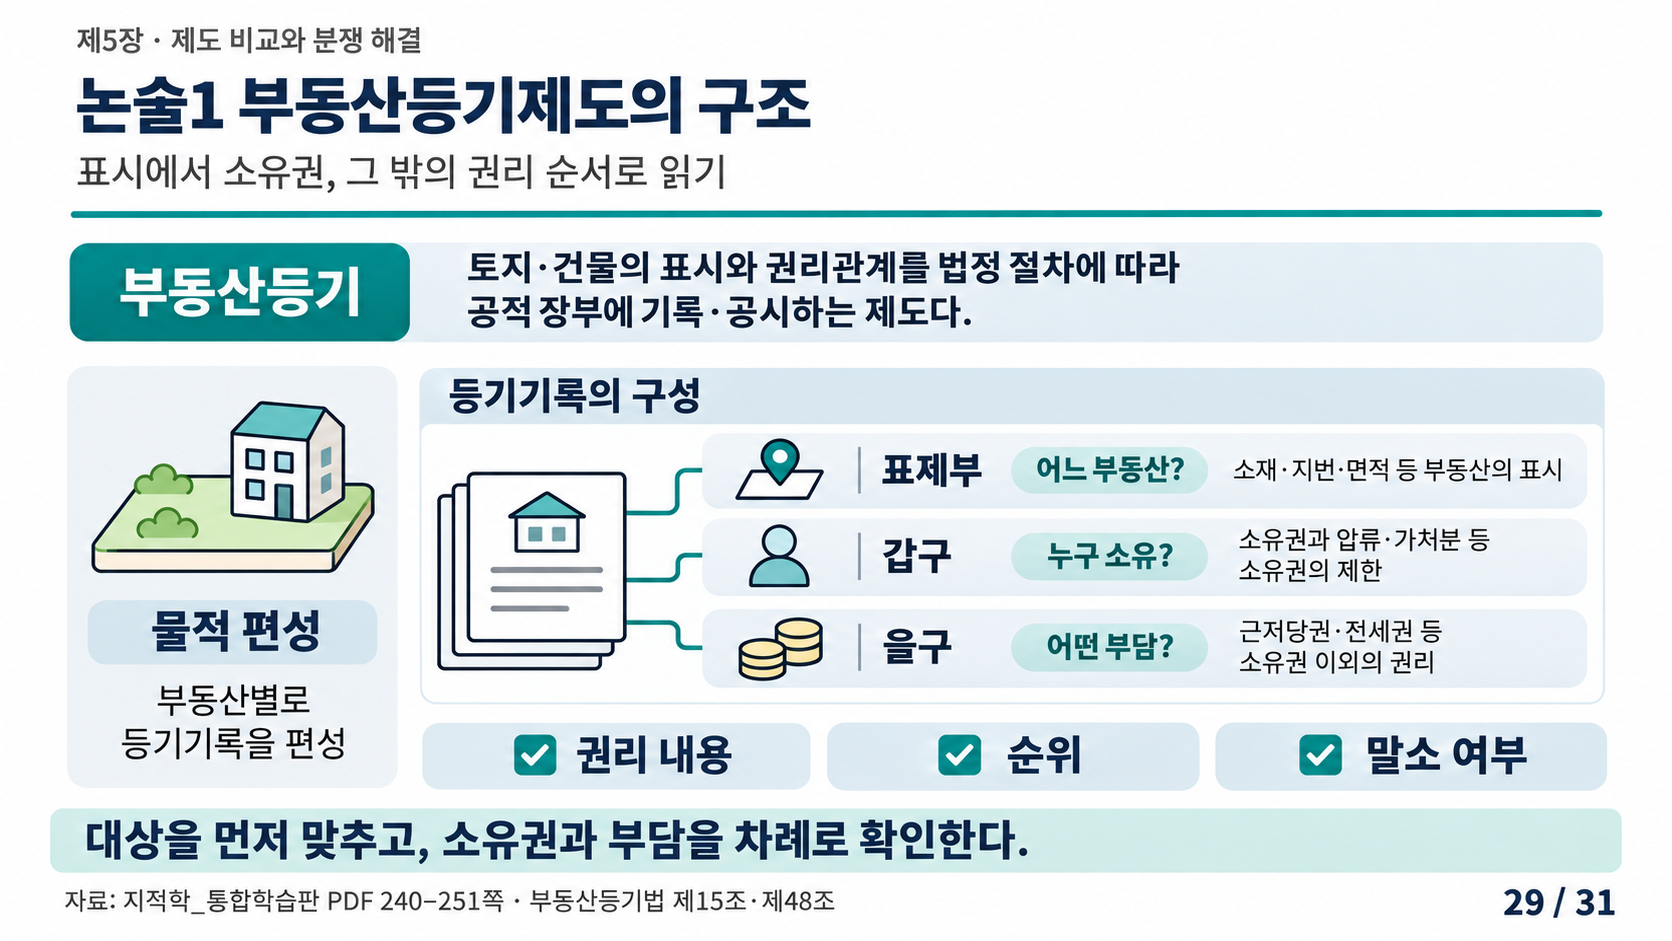 제5장 · 제도 비교와 분쟁 해결
논술1 부동산등기제도의 구조
표시에서 소유권, 그 밖의 권리 순서로 읽기
부동산등기
토지·건물의 표시와 권리관계를 법정 절차에 따라
공적 장부에 기록·공시하는 제도다.
물적 편성
부동산별로
등기기록을 편성
등기기록의 구성
표제부
어느 부동산?
소재·지번·면적 등 부동산의 표시
갑구
누구 소유?
소유권과 압류·가처분 등
소유권의 제한
을구
어떤 부담?
근저당권·전세권 등
소유권 이외의 권리
권리 내용
순위
말소 여부
대상을 먼저 맞추고, 소유권과 부담을 차례로 확인한다.
자료: 지적학_통합학습판 PDF 240–251쪽 · 부동산등기법 제15조·제48조
29 / 31